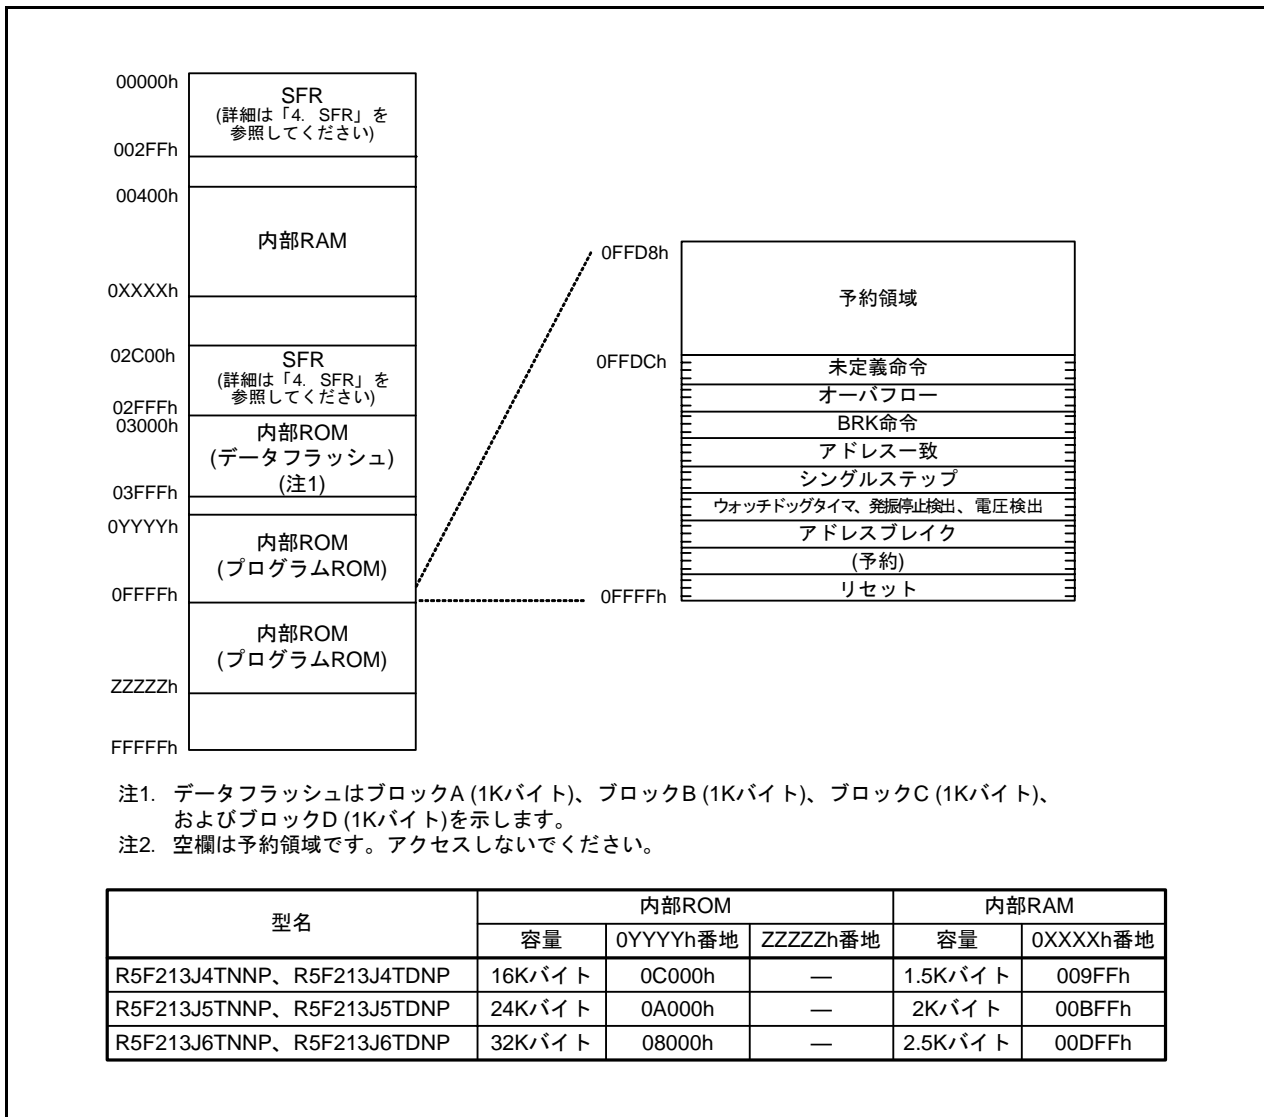 00000h
SFR
(詳細は「4. SFR」を
参照してください)
002FFh
00400h
内部RAM
0XXXXh
02C00h
SFR
(詳細は「4. SFR」を
参照してください)
02FFFh
03000h
内部ROM
(データフラッシュ)
(注1)
03FFFh
0YYYYh
内部ROM
(プログラムROM)
0FFFFh
内部ROM
(プログラムROM)
ZZZZZh
FFFFFh
0FFD8h
予約領域
0FFDCh
未定義命令
オーバフロー
BRK命令
アドレス一致
シングルステップ
ウォッチドッグタイマ、発振停止検出、電圧検出
アドレスブレイク
(予約)
リセット
0FFFFh
注1. データフラッシュはブロックA (1Kバイト)、ブロックB (1Kバイト)、ブロックC (1Kバイト)、
およびブロックD (1Kバイト)を示します。
注2. 空欄は予約領域です。アクセスしないでください。
型名 内部ROM 内部RAM
容量 0YYYYh番地 ZZZZZh番地 容量 0XXXXh番地
R5F213J4TNNP、R5F213J4TDNP 16Kバイト 0C000h — 1.5Kバイト 009FFh
R5F213J5TNNP、R5F213J5TDNP 24Kバイト 0A000h — 2Kバイト 00BFFh
R5F213J6TNNP、R5F213J6TDNP 32Kバイト 08000h — 2.5Kバイト 00DFFh